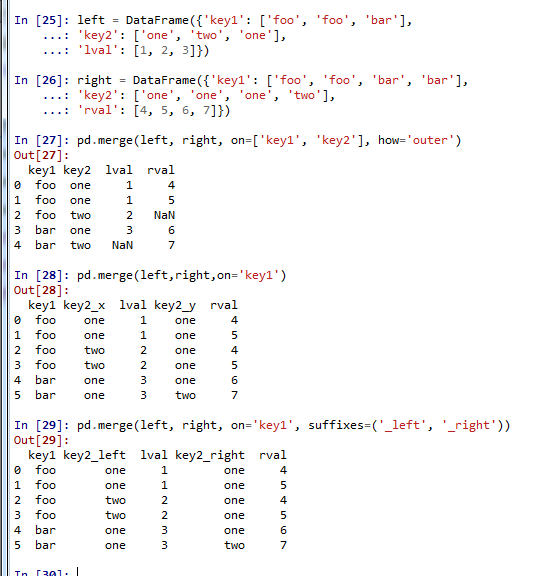 In [25]: left = DataFrame({'key1': ['foo', 'foo', 'bar'],
    ...: 'key2': ['one', 'two', 'one'],
    ...: 'lval': [1, 2, 3]})
In [26]: right = DataFrame({'key1': ['foo', 'foo', 'bar', 'bar'],
    ...: 'key2': ['one', 'one', 'one', 'two'],
    ...: 'rval': [4, 5, 6, 7]})
In [27]: pd.merge(left, right, on=['key1', 'key2'], how='outer')
Out[27]:
  key1 key2  lval  rval
0  foo  one     1     4
1  foo  one     1     5
2  foo  two     2   NaN
3  bar  one     3     6
4  bar  two   NaN     7
In [28]: pd.merge(left,right,on='key1')
Out[28]:
  key1 key2_x  lval key2_y  rval
0  foo    one     1    one     4
1  foo    one     1    one     5
2  foo    two     2    one     4
3  foo    two     2    one     5
4  bar    one     3    one     6
5  bar    one     3    two     7
In [29]: pd.merge(left, right, on='key1', suffixes=('_left', '_right'))
Out[29]:
  key1 key2_left  lval key2_right  rval
0  foo       one     1        one     4
1  foo       one     1        one     5
2  foo       two     2        one     4
3  foo       two     2        one     5
4  bar       one     3        one     6
5  bar       one     3        two     7
In [30]: